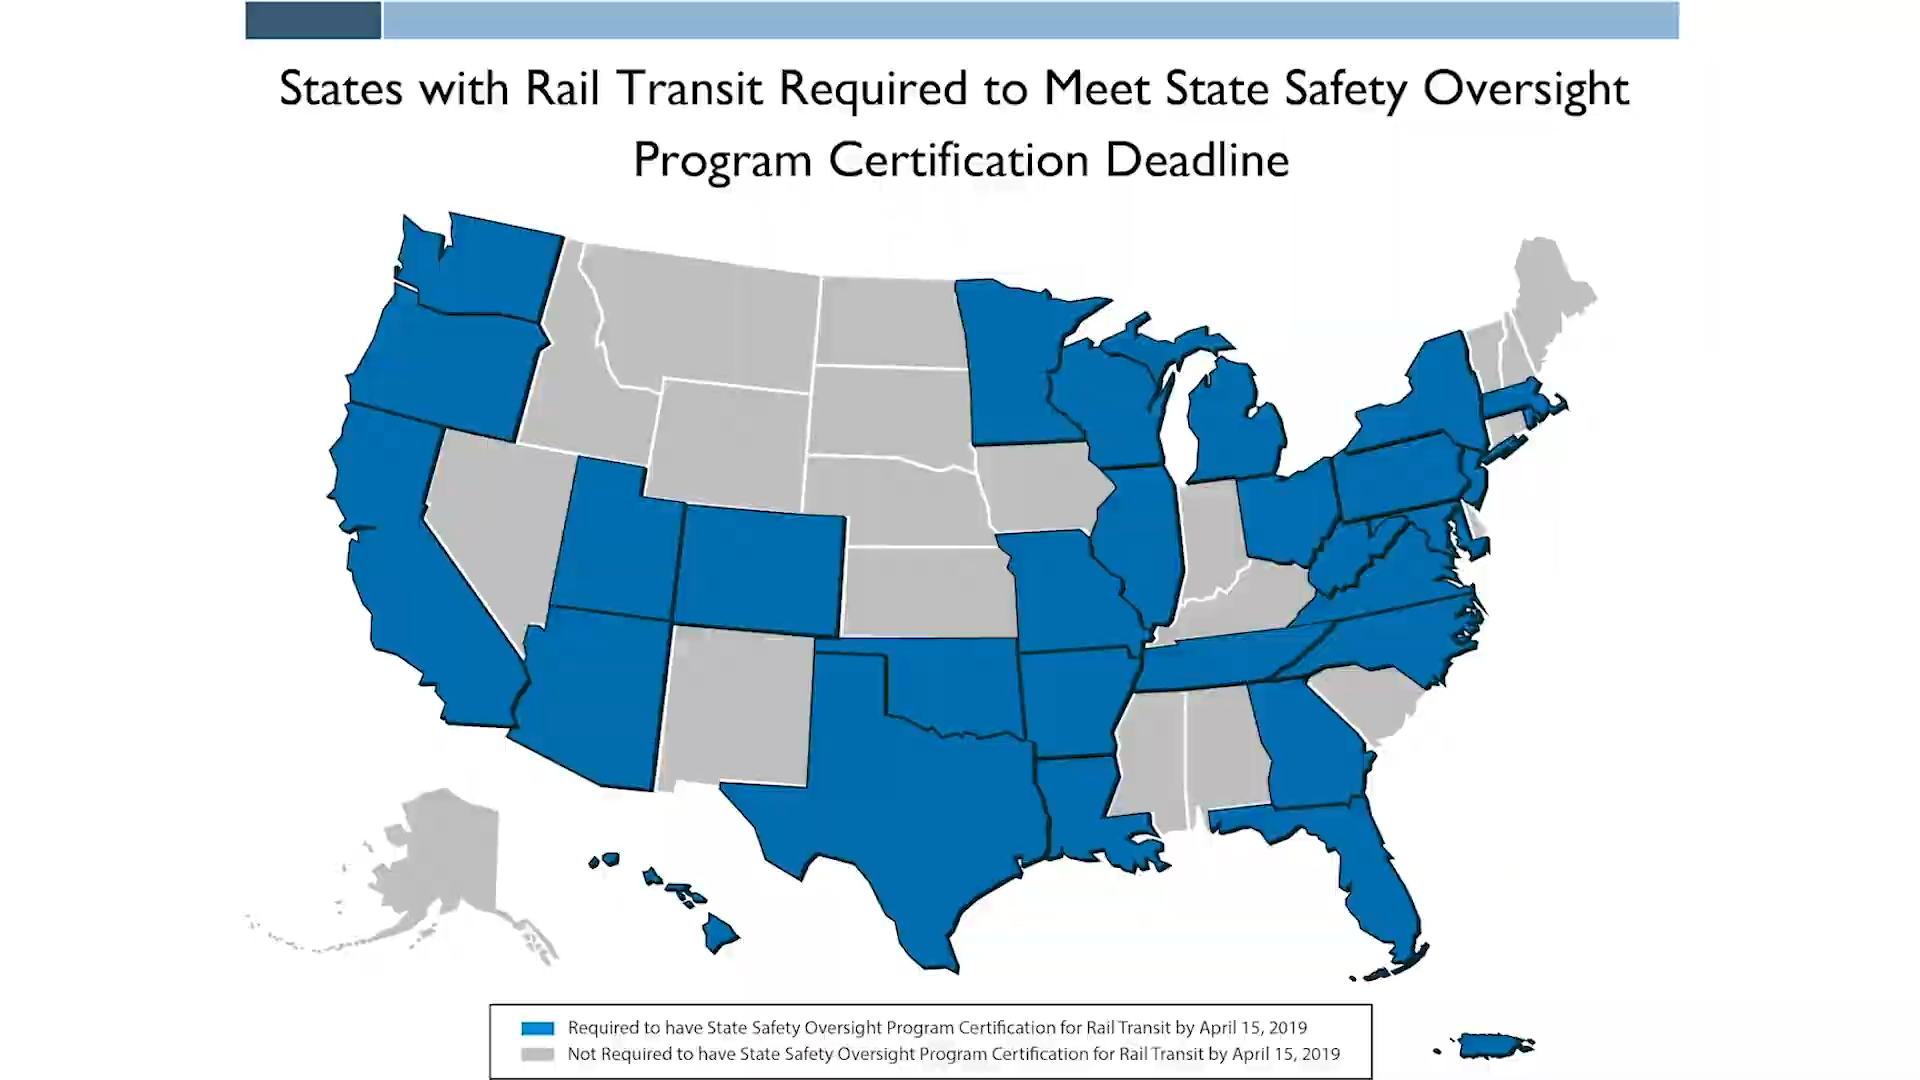 States with Rail Transit Required to Meet State Safety Oversight
Program Certification Deadline
Required to have State Safety Oversight Program Certification for Rail Transit by April 15, 2019
Not Required to have State Safety Oversight Program Certification for Rail Transit by April 15, 2019